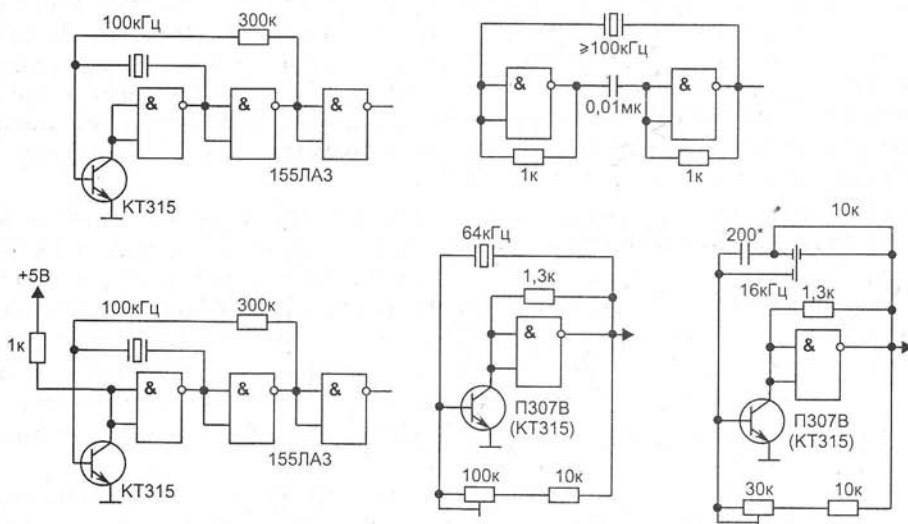 100кГц
300к
&
&
155ЛА3
КТ315
≥100кГц
&
0,01мк
&
1к
1к
+5В
1к
100кГц
300к
&
&
155ЛА3
КТ315
64кГц
1,3к
&
П307В
(КТ315)
100к
10к
10к
200*
16кГц
1,3к
&
П307В
(КТ315)
30к
10к